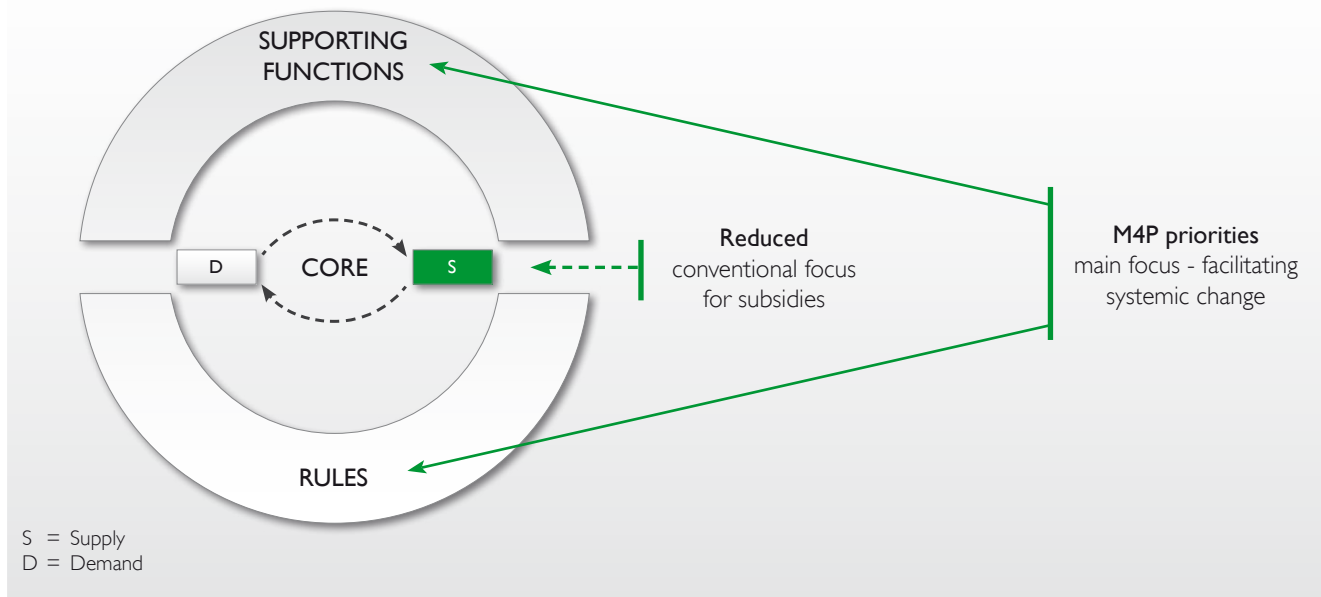 SUPPORTING
FUNCTIONS
D
CORE
S
Reduced
conventional focus
for subsidies
M4P priorities
main focus - facilitating
systemic change
RULES
S = Supply
D = Demand